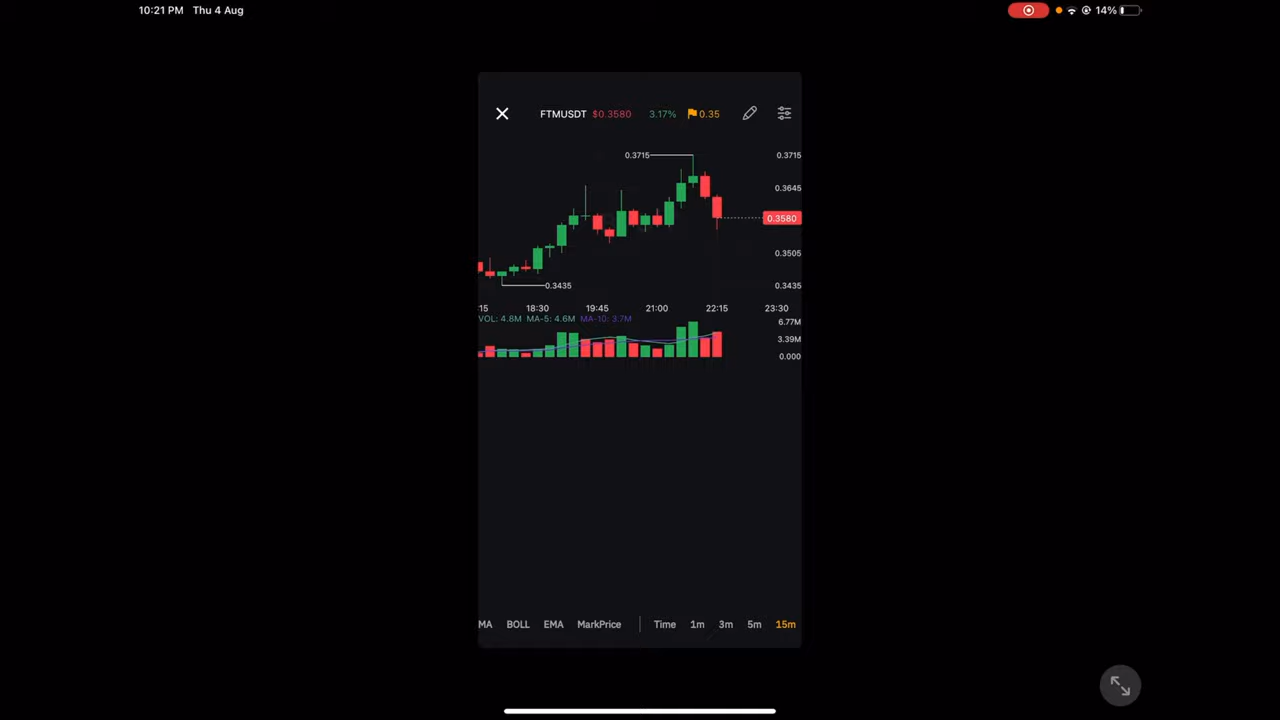 10:21 PM Thu 4 Aug
14%
FTMUSDT $0.3580 3.17% 0.35
0.3715
0.3715
0.3645
0.3580
0.3505
0.3435
0.3435
:15 18:30 19:45 21:00 22:15 23:30
VOL: 4.8M MA-5: 4.6M MA-10: 3.7M
6.77M
3.39M
0.000
MA BOLL EMA MarkPrice Time 1m 3m 5m 15m